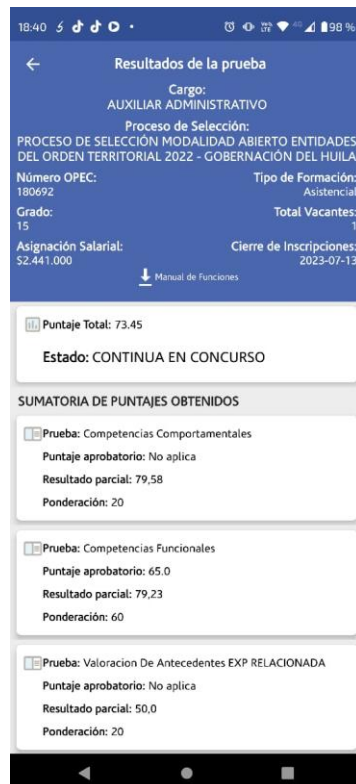 18:40
4G
98 %
Resultados de la prueba
Cargo:
AUXILIAR ADMINISTRATIVO
Proceso de Selección:
PROCESO DE SELECCIÓN MODALIDAD ABIERTO ENTIDADES
DEL ORDEN TERRITORIAL 2022 - GOBERNACIÓN DEL HUILA
Número OPEC: Tipo de Formación:
180692 Asistencial
Grado: Total Vacantes:
15 1
Asignación Salarial: Cierre de Inscripciones:
$2.441.000 2023-07-13
Manual de Funciones
Puntaje Total: 73.45
Estado: CONTINUA EN CONCURSO
SUMATORIA DE PUNTAJES OBTENIDOS
Prueba: Competencias Comportamentales
Puntaje aprobatorio: No aplica
Resultado parcial: 79,58
Ponderación: 20
Prueba: Competencias Funcionales
Puntaje aprobatorio: 65.0
Resultado parcial: 79,23
Ponderación: 60
Prueba: Valoracion De Antecedentes EXP RELACIONADA
Puntaje aprobatorio: No aplica
Resultado parcial: 50,0
Ponderación: 20